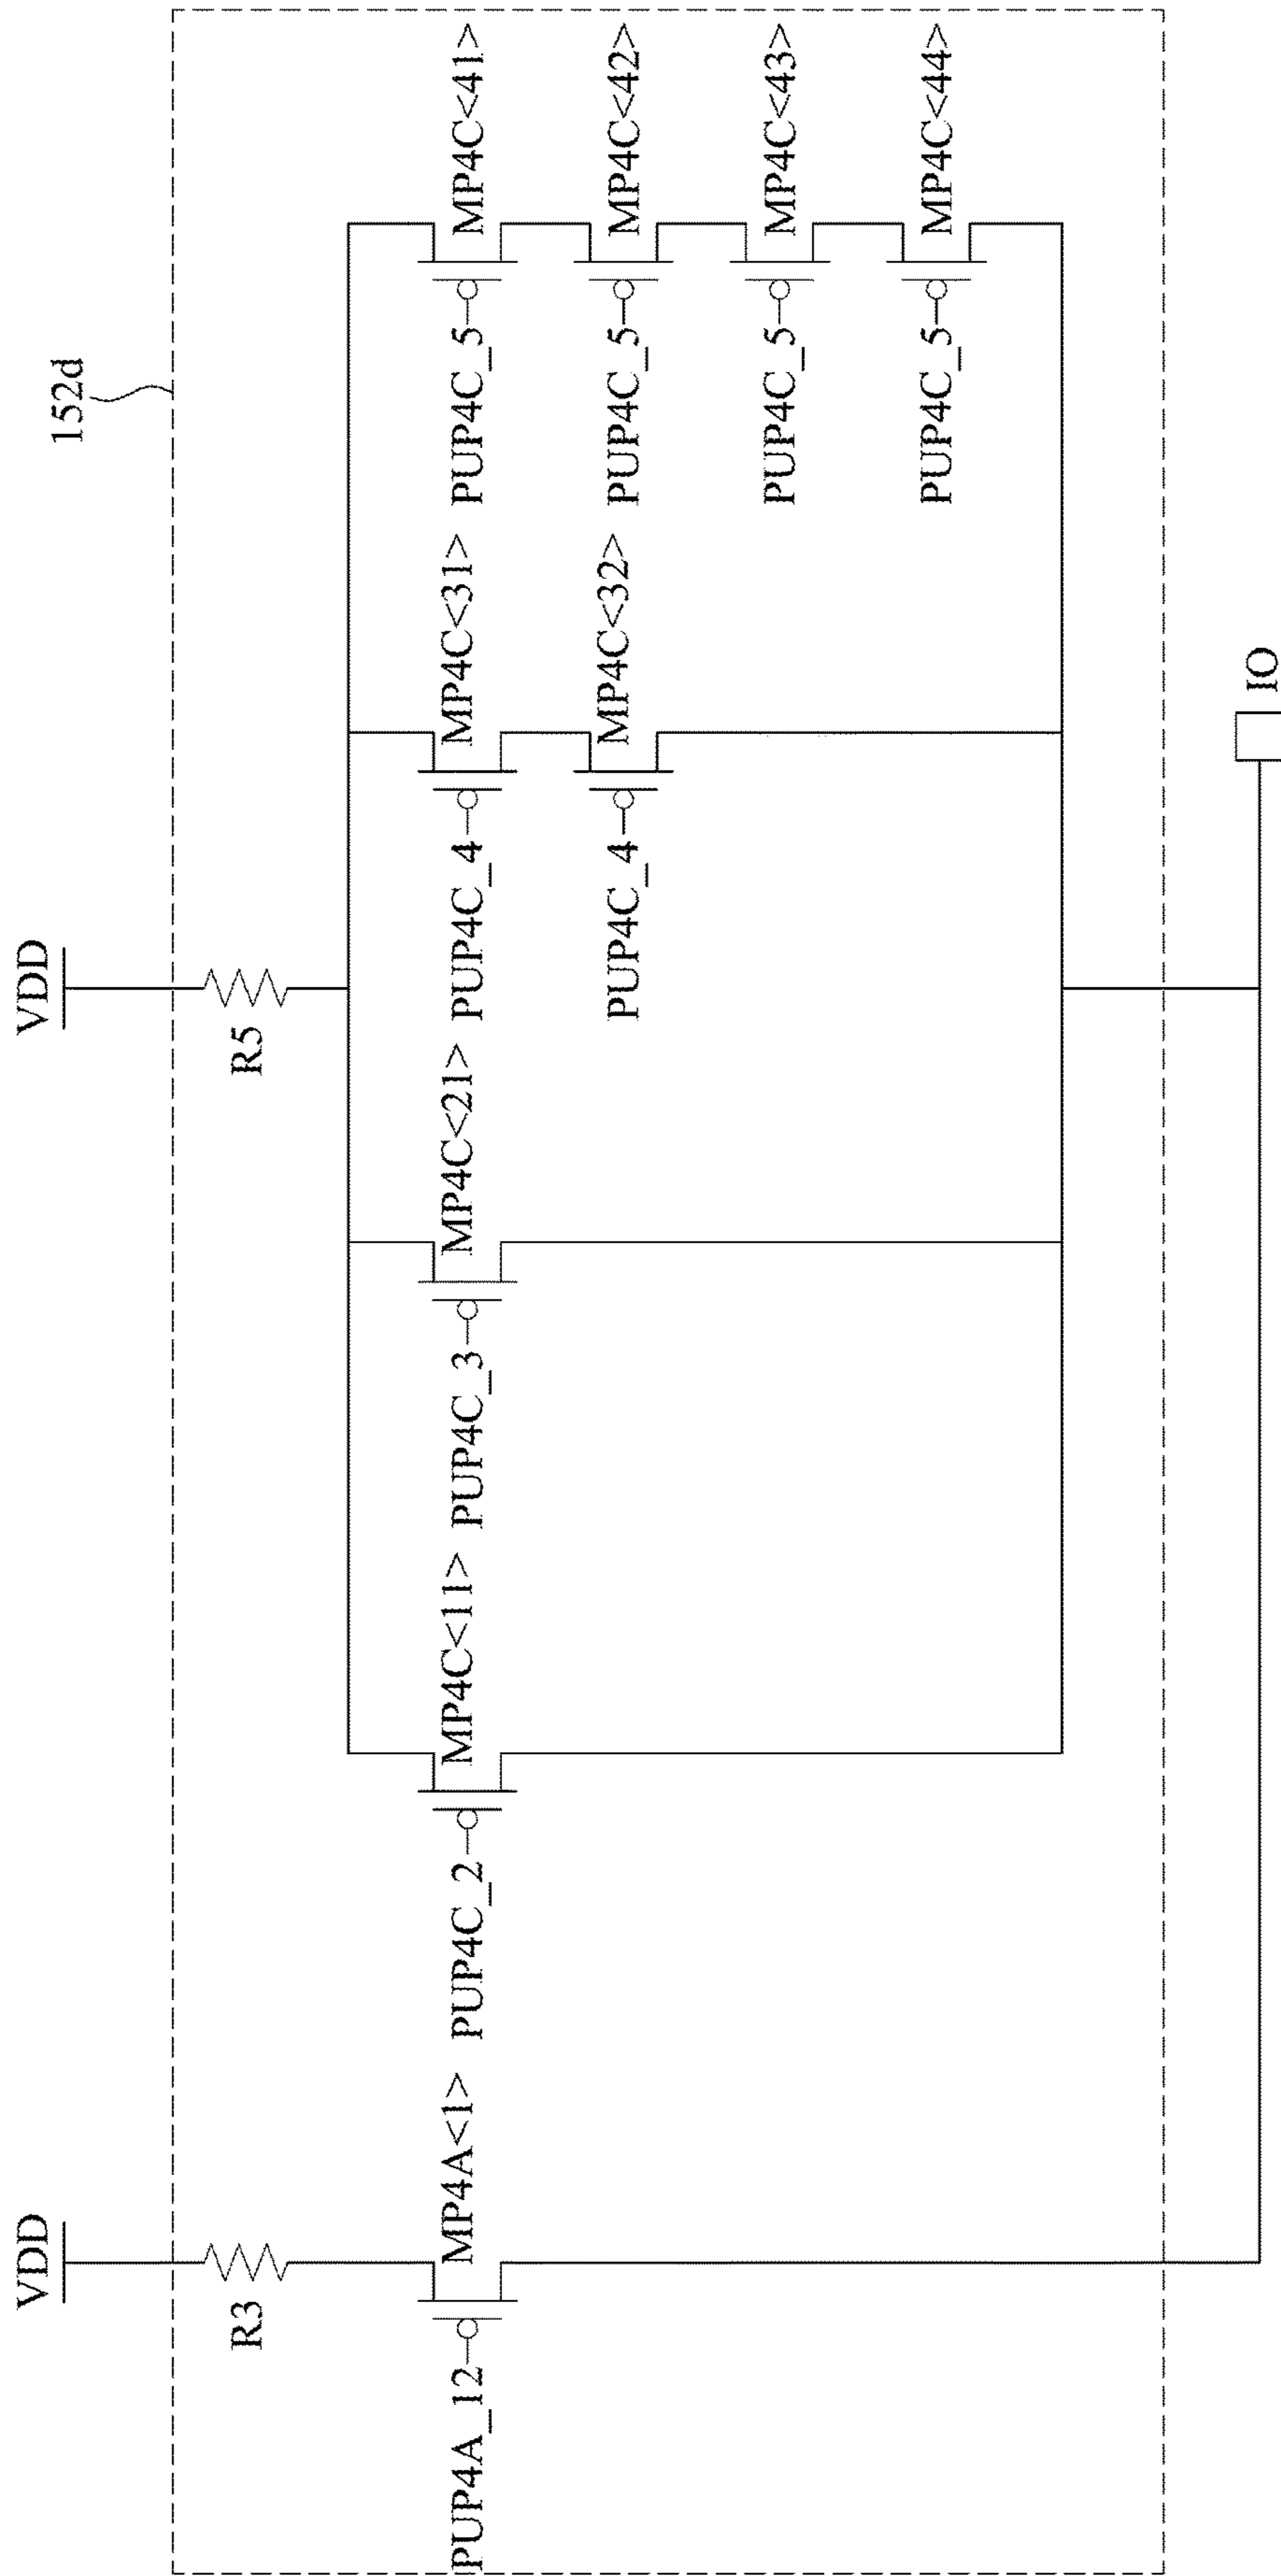 152d
VDD
VDD
R3
R5
PUP4A_12
MP4A<1>
PUP4C_2
MP4C<11>
PUP4C_3
MP4C<21>
PUP4C_4
MP4C<31>
PUP4C_5
MP4C<41>
PUP4C_4
MP4C<32>
PUP4C_5
MP4C<42>
PUP4C_5
MP4C<43>
PUP4C_5
MP4C<44>
IO